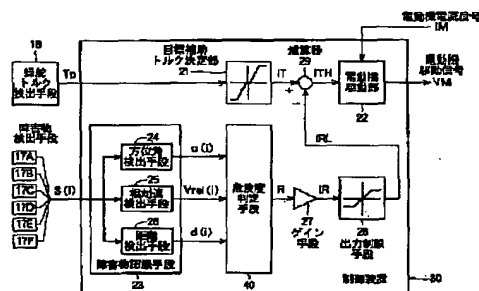 電動機電流信号
IM
目標補助
トルク決定部
21
減算器
29
18
操舵
トルク
検出手段
Tp
IT
ITH
電動機
駆動部
22
電動機
駆動信号
VM
障害物
検出手段
17A
17B
17C
17D
17E
17F
S(i)
24
方位角
検出手段
α(i)
25
相対速
検出手段
Vrel(i)
26
距離
検出手段
d(i)
障害物認識手段
23
危険度
判定
手段
40
R
27
ゲイン
手段
IR
IRL
28
出力制限
手段
制御装置
30